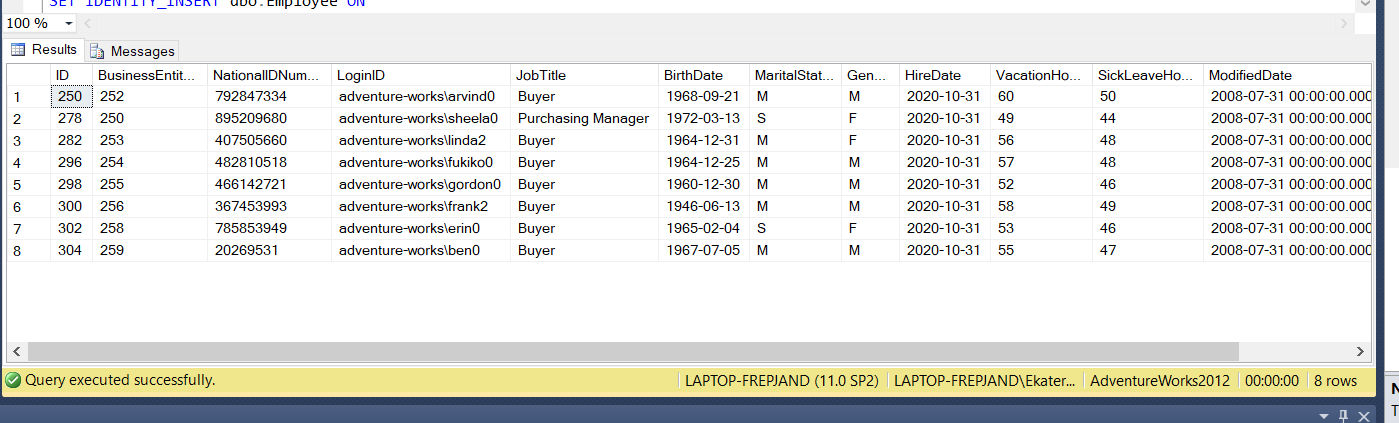 SET IDENTITY_INSERT dbo.Employee ON
100 %
Results Messages
ID BusinessEntit... NationalIDNum... LoginID JobTitle BirthDate MaritalStat... Gen... HireDate VacationHo... SickLeaveHo... ModifiedDate
1 250 252 792847334 adventure-works\arvind0 Buyer 1968-09-21 M M 2020-10-31 60 50 2008-07-31 00:00:00.000
2 278 250 895209680 adventure-works\sheela0 Purchasing Manager 1972-03-13 S F 2020-10-31 49 44 2008-07-31 00:00:00.000
3 282 253 407505660 adventure-works\linda2 Buyer 1964-12-31 M F 2020-10-31 56 48 2008-07-31 00:00:00.000
4 296 254 482810518 adventure-works\fukiko0 Buyer 1964-12-25 M M 2020-10-31 57 48 2008-07-31 00:00:00.000
5 298 255 466142721 adventure-works\gordon0 Buyer 1960-12-30 M M 2020-10-31 52 46 2008-07-31 00:00:00.000
6 300 256 367453993 adventure-works\frank2 Buyer 1946-06-13 M M 2020-10-31 58 49 2008-07-31 00:00:00.000
7 302 258 785853949 adventure-works\erin0 Buyer 1965-02-04 S F 2020-10-31 53 46 2008-07-31 00:00:00.000
8 304 259 20269531 adventure-works\ben0 Buyer 1967-07-05 M M 2020-10-31 55 47 2008-07-31 00:00:00.000
Query executed successfully. LAPTOP-FREPJAND (11.0 SP2) LAPTOP-FREPJAND\Ekater... AdventureWorks2012 00:00:00 8 rows
N
T